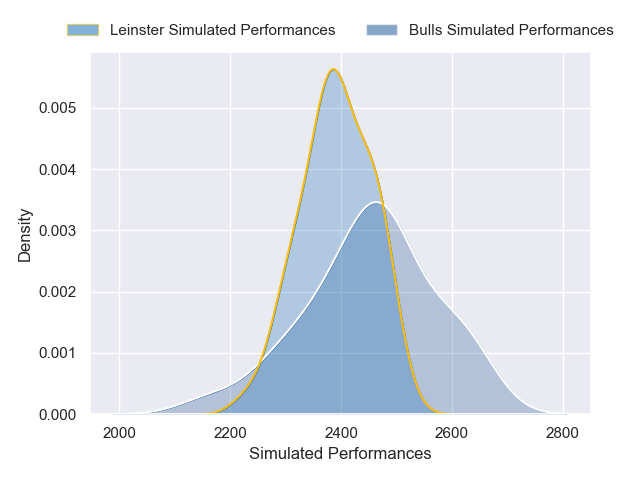 Leinster Simulated Performances Bulls Simulated Performances
0.005
0.004
0.003
0.002
0.001
0.000
Density
2000 2200 2400 2600 2800
Simulated Performances